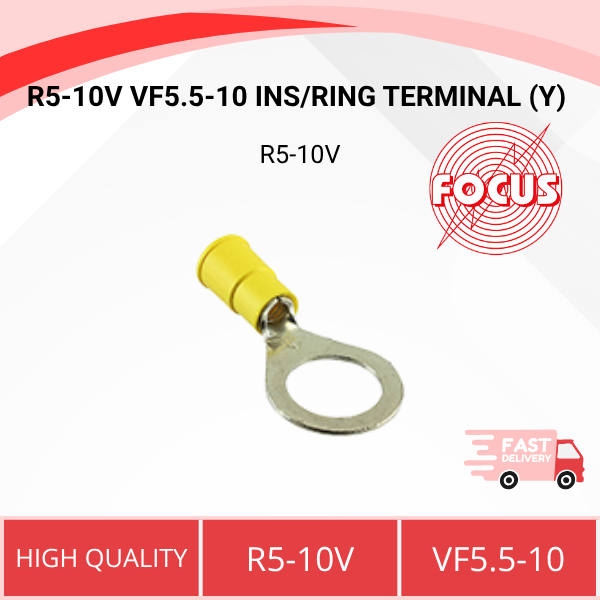 R5-10V VF5.5-10 INS/RING TERMINAL (Y)
R5-10V
FOCUS
FAST
DELIVERY
HIGH QUALITY
R5-10V
VF5.5-10